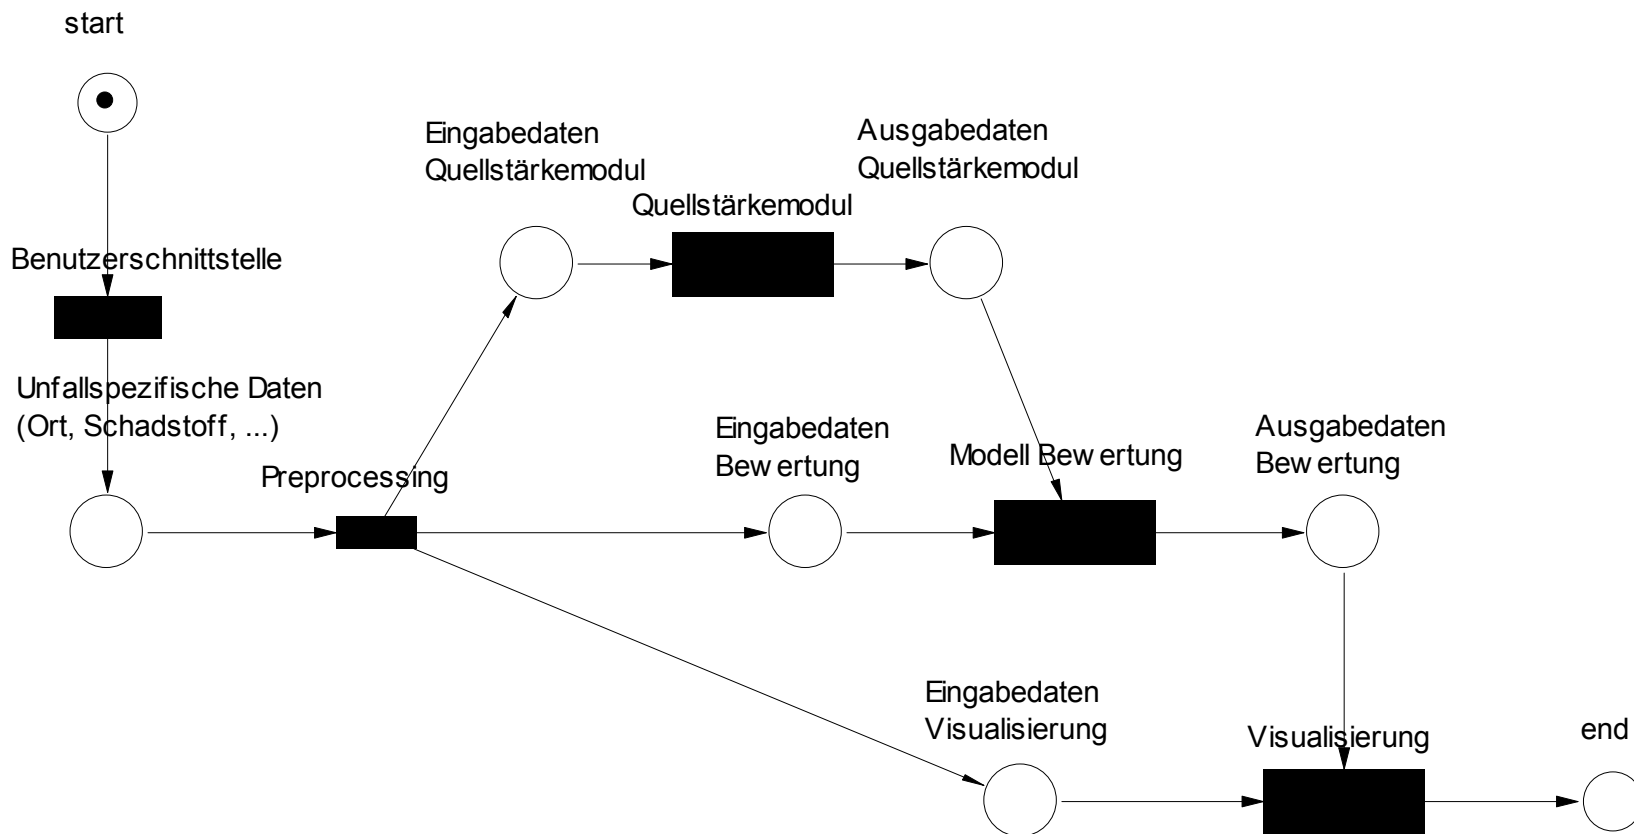 start
Eingabedaten
Quellstärkemodul
Ausgabedaten
Quellstärkemodul
Quellstärkemodul
Benutzerschnittstelle
Unfallspezifische Daten
(Ort, Schadstoff, ...)
Preprocessing
Eingabedaten
Bewertung
Modell Bewertung
Ausgabedaten
Bewertung
Eingabedaten
Visualisierung
Visualisierung
end